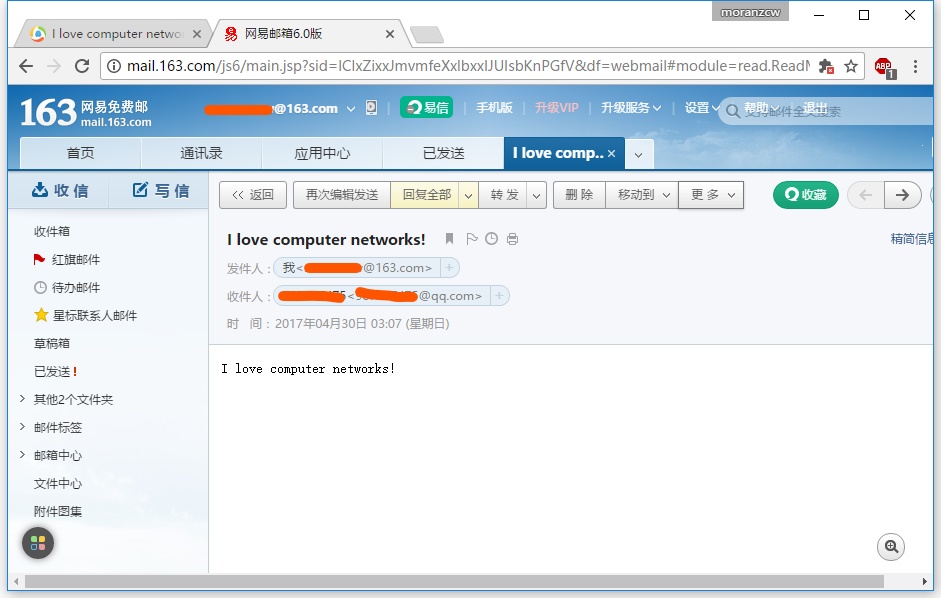 moranzcw
I love computer netwo
网易邮箱6.0版
mail.163.com/js6/main.jsp?sid=
&df=webmail#module=read.ReadM
ABP 1
163 网易免费邮
mail.163.com
@163.com 易信 手机版 升级VIP 升级服务 设置 帮助 退出
支持邮件全文搜索
首页 通讯录 应用中心 已发送 I love comp..
收信 写信
<< 返回 再次编辑发送 回复全部 转发 删除 移动到 更多 收藏
收件箱
I love computer networks!
精简信息
红旗邮件
发件人：我<@163.com> +
待办邮件
收件人：<@qq.com> +
星标联系人邮件
时 间：2017年04月30日 03:07 (星期日)
草稿箱
已发送!
I love computer networks!
其他2个文件夹
邮件标签
邮箱中心
文件中心
附件图集